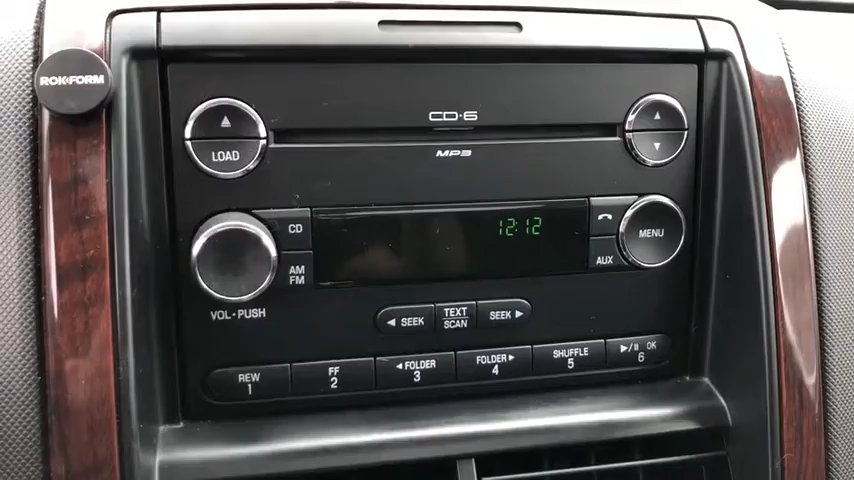 ROKFORM
CD·6
LOAD
MP3
CD
12:12
MENU
AM
FM
AUX
VOL·PUSH
◀ SEEK
TEXT
SCAN
SEEK ▶
REW
1
FF
2
◀ FOLDER
3
FOLDER ▶
4
SHUFFLE
5
▶/II OK
6